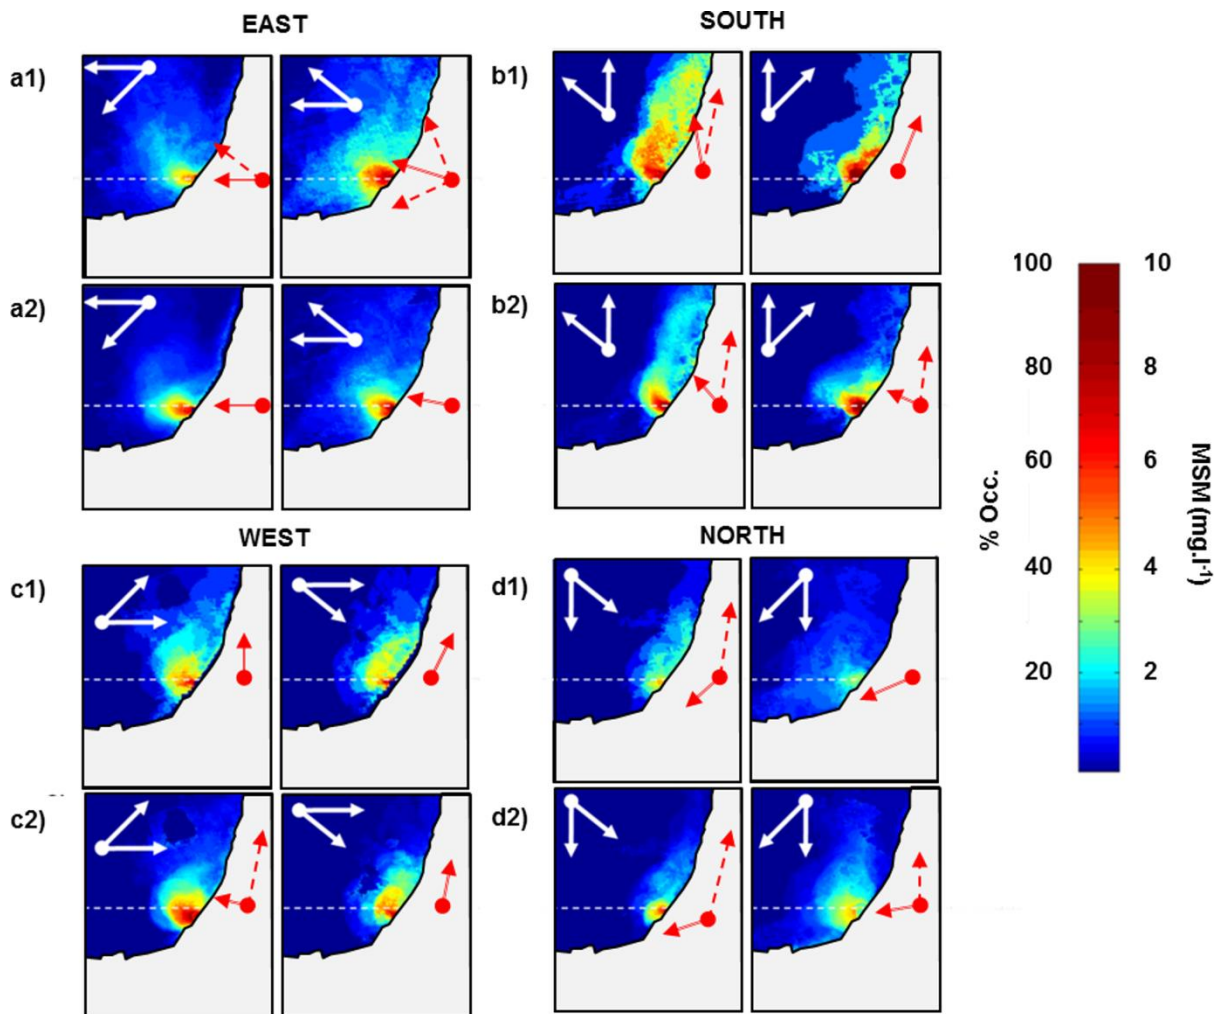 EAST
SOUTH
a1)
b1)
a2)
b2)
100
10
80
8
60
6
40
4
20
2
% Occ.
MSM (mg.l⁻¹)
WEST
NORTH
c1)
d1)
c2)
d2)